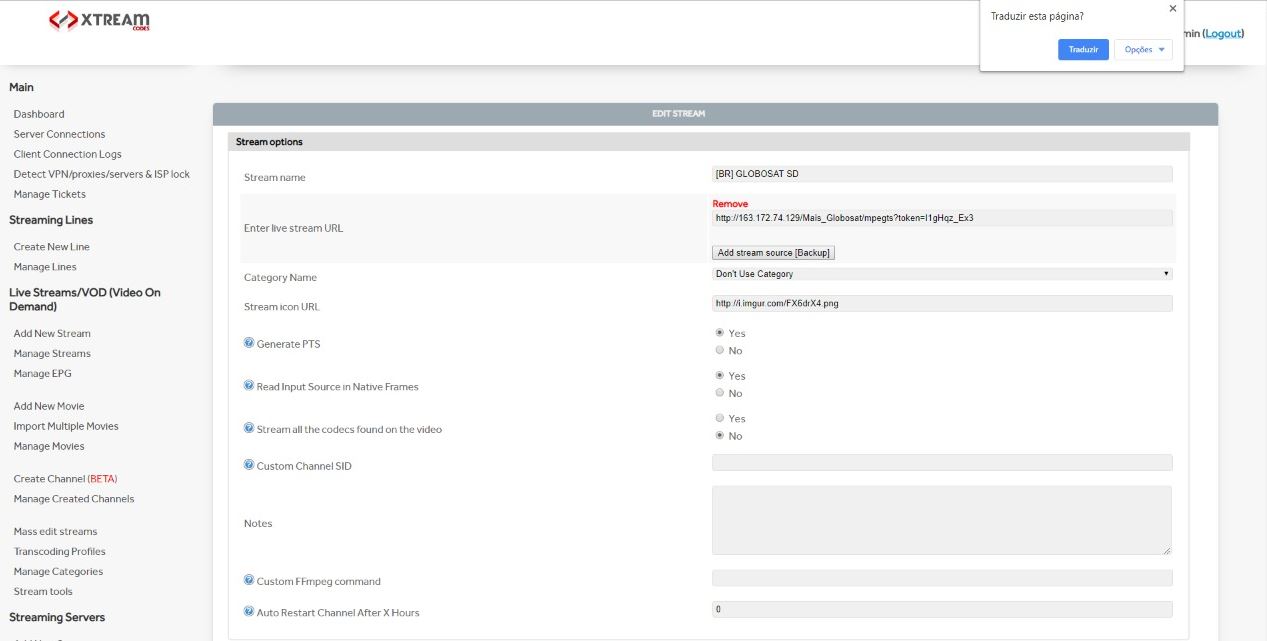 XTREAM
CODES
Traduzir esta página?
Traduzir
Opções
min (Logout)
Main
Dashboard
Server Connections
Client Connection Logs
Detect VPN/proxies/servers & ISP lock
Manage Tickets
Streaming Lines
Create New Line
Manage Lines
Live Streams/VOD (Video On
Demand)
Add New Stream
Manage Streams
Manage EPG
Add New Movie
Import Multiple Movies
Manage Movies
Create Channel (BETA)
Manage Created Channels
Mass edit streams
Transcoding Profiles
Manage Categories
Stream tools
Streaming Servers
EDIT STREAM
Stream options
Stream name
[BR] GLOBOSAT SD
Enter live stream URL
Remove
http://163.172.74.129/Mais_Globosat/mpegts?token=l1gHqz_Ex3
Add stream source [Backup]
Category Name
Don't Use Category
Stream icon URL
http://i.imgur.com/FX6drX4.png
Generate PTS
Yes
No
Read Input Source in Native Frames
Yes
No
Stream all the codecs found on the video
Yes
No
Custom Channel SID
Notes
Custom FFmpeg command
Auto Restart Channel After X Hours
0